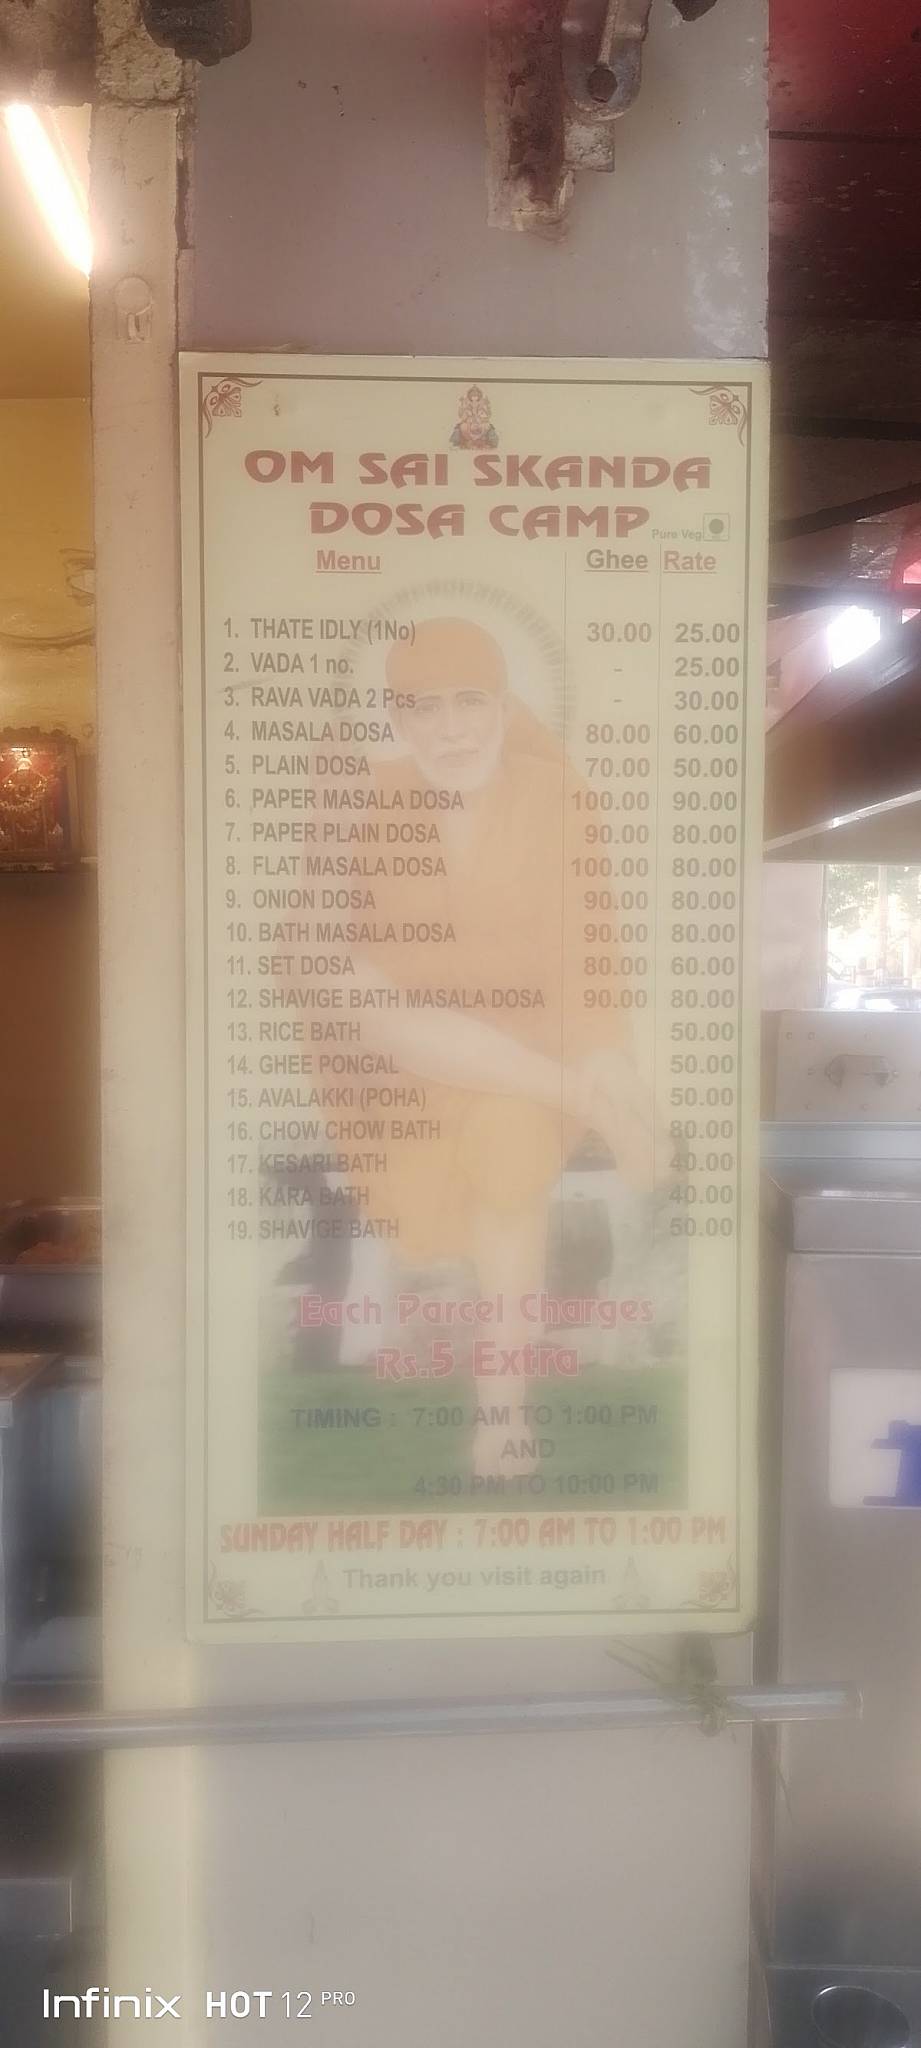 OM SAI SKANDA
DOSA CAMP Pure Veg
Menu Ghee Rate
1. THATE IDLY (1No) 30.00 25.00
2. VADA 1 no. - 25.00
3. RAVA VADA 2 Pcs - 30.00
4. MASALA DOSA 80.00 60.00
5. PLAIN DOSA 70.00 50.00
6. PAPER MASALA DOSA 100.00 90.00
7. PAPER PLAIN DOSA 90.00 80.00
8. FLAT MASALA DOSA 100.00 80.00
9. ONION DOSA 90.00 80.00
10. BATH MASALA DOSA 90.00 80.00
11. SET DOSA 80.00 60.00
12. SHAVIGE BATH MASALA DOSA 90.00 80.00
13. RICE BATH 50.00
14. GHEE PONGAL 50.00
15. AVALAKKI (POHA) 50.00
16. CHOW CHOW BATH 80.00
17. KESARI BATH 40.00
18. KARA BATH 40.00
19. SHAVIGE BATH 50.00
Each Parcel Charges
Rs.5 Extra
TIMING : 7:00 AM TO 1:00 PM
AND
4:30 PM TO 10:00 PM
SUNDAY HALF DAY : 7:00 AM TO 1:00 PM
Thank you visit again
Infinix HOT 12 PRO